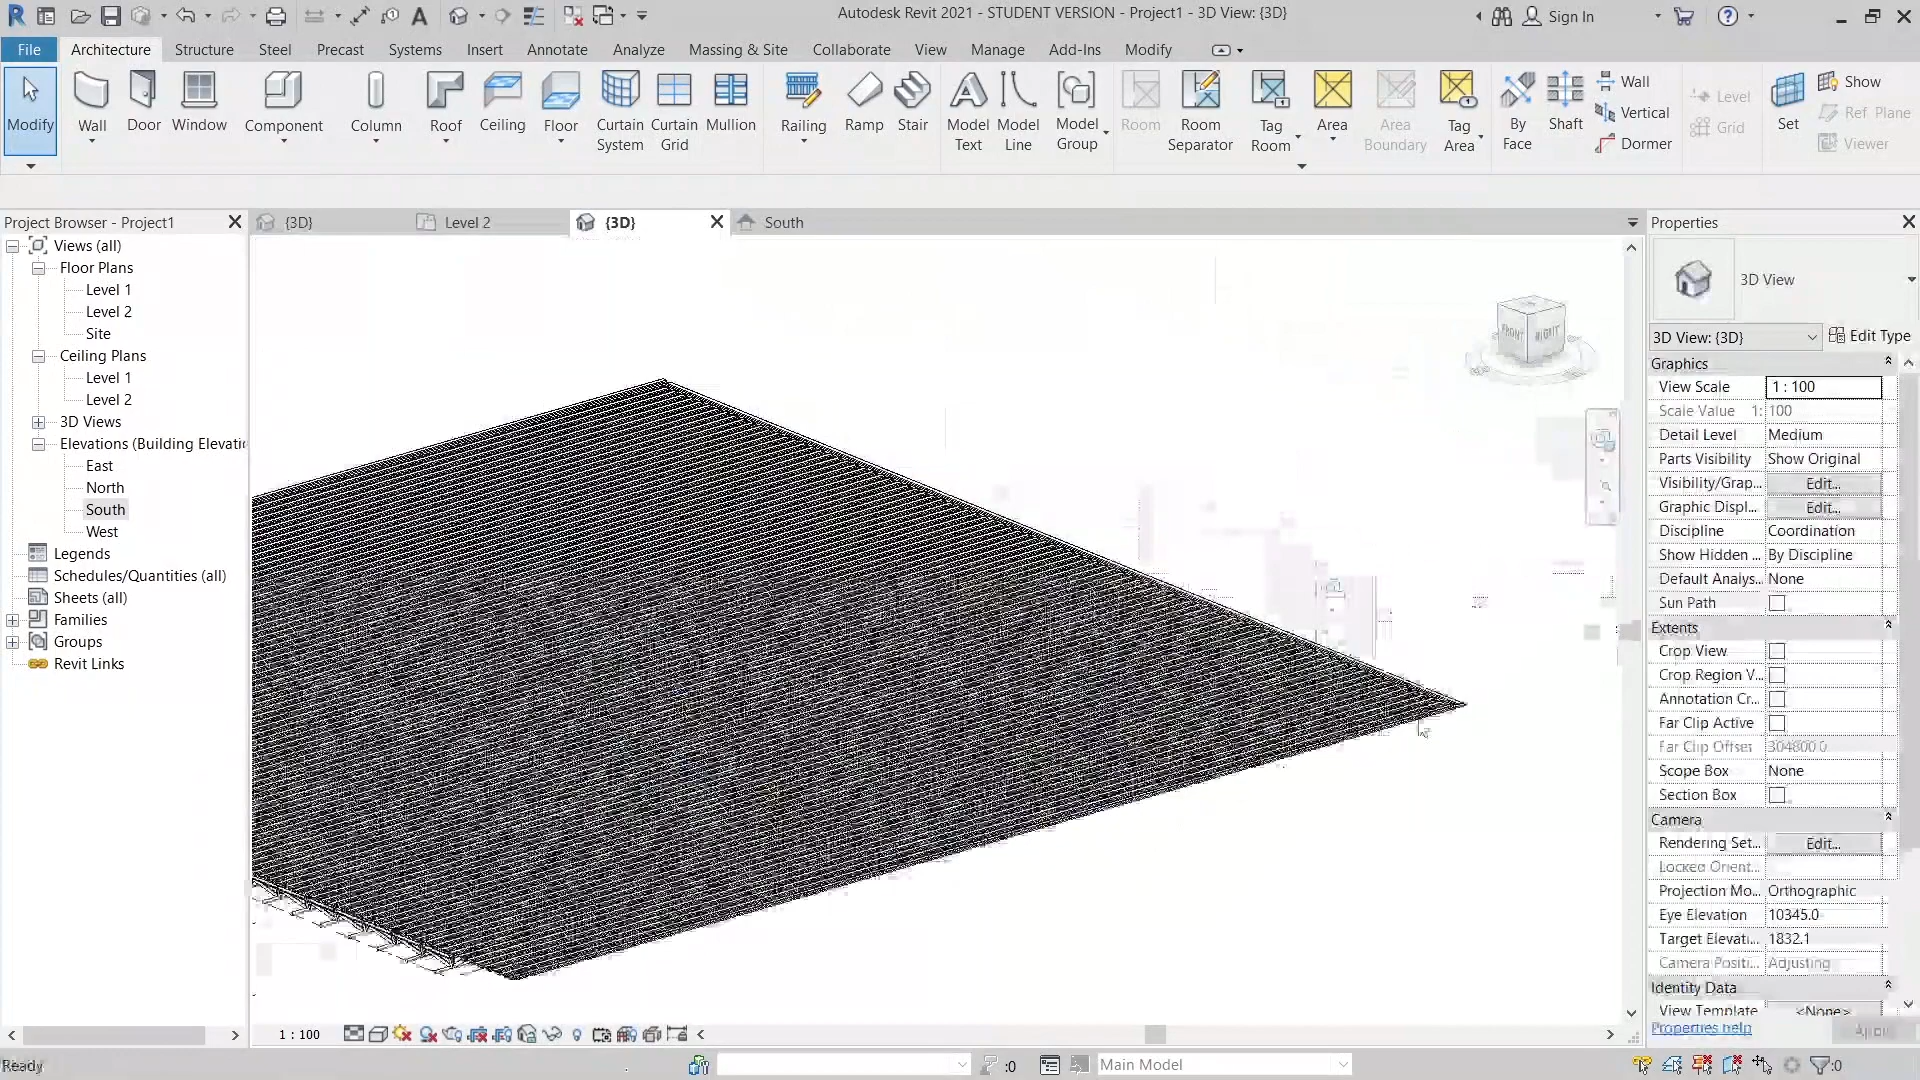 Autodesk Revit 2021 - STUDENT VERSION - Project1 - 3D View: {3D}
Sign In
File Architecture Structure Steel Precast Systems Insert Annotate Analyze Massing & Site Collaborate View Manage Add-Ins Modify
Modify
Wall
Door
Window
Component
Column
Roof
Ceiling
Floor
Curtain System
Curtain Grid
Mullion
Railing
Ramp
Stair
Model Text
Model Line
Model Group
Room
Room Separator
Tag Room
Area
Area Boundary
Tag Area
By Face
Shaft
Wall
Vertical
Dormer
Level
Grid
Set
Show
Ref Plane
Viewer
Project Browser - Project1
{3D}
Level 2
{3D}
South
Views (all)
Floor Plans
Level 1
Level 2
Site
Ceiling Plans
Level 1
Level 2
3D Views
Elevations (Building Elevati
East
North
South
West
Legends
Schedules/Quantities (all)
Sheets (all)
Families
Groups
Revit Links
FRONT RIGHT
Properties
3D View
3D View: {3D} Edit Type
Graphics
View Scale 1 : 100
Scale Value 1: 100
Detail Level Medium
Parts Visibility Show Original
Visibility/Grap... Edit...
Graphic Displ... Edit...
Discipline Coordination
Show Hidden ... By Discipline
Default Analys... None
Sun Path
Extents
Crop View
Crop Region V...
Annotation Cr...
Far Clip Active
Far Clip Offset 304800.0
Scope Box None
Section Box
Camera
Rendering Set... Edit...
Locked Orient...
Projection Mo... Orthographic
Eye Elevation 10345.0
Target Elevati... 1832.1
Camera Positi... Adjusting
Identity Data
View Template <None>
Properties help Apply
1 : 100
Ready
:0
Main Model
:0